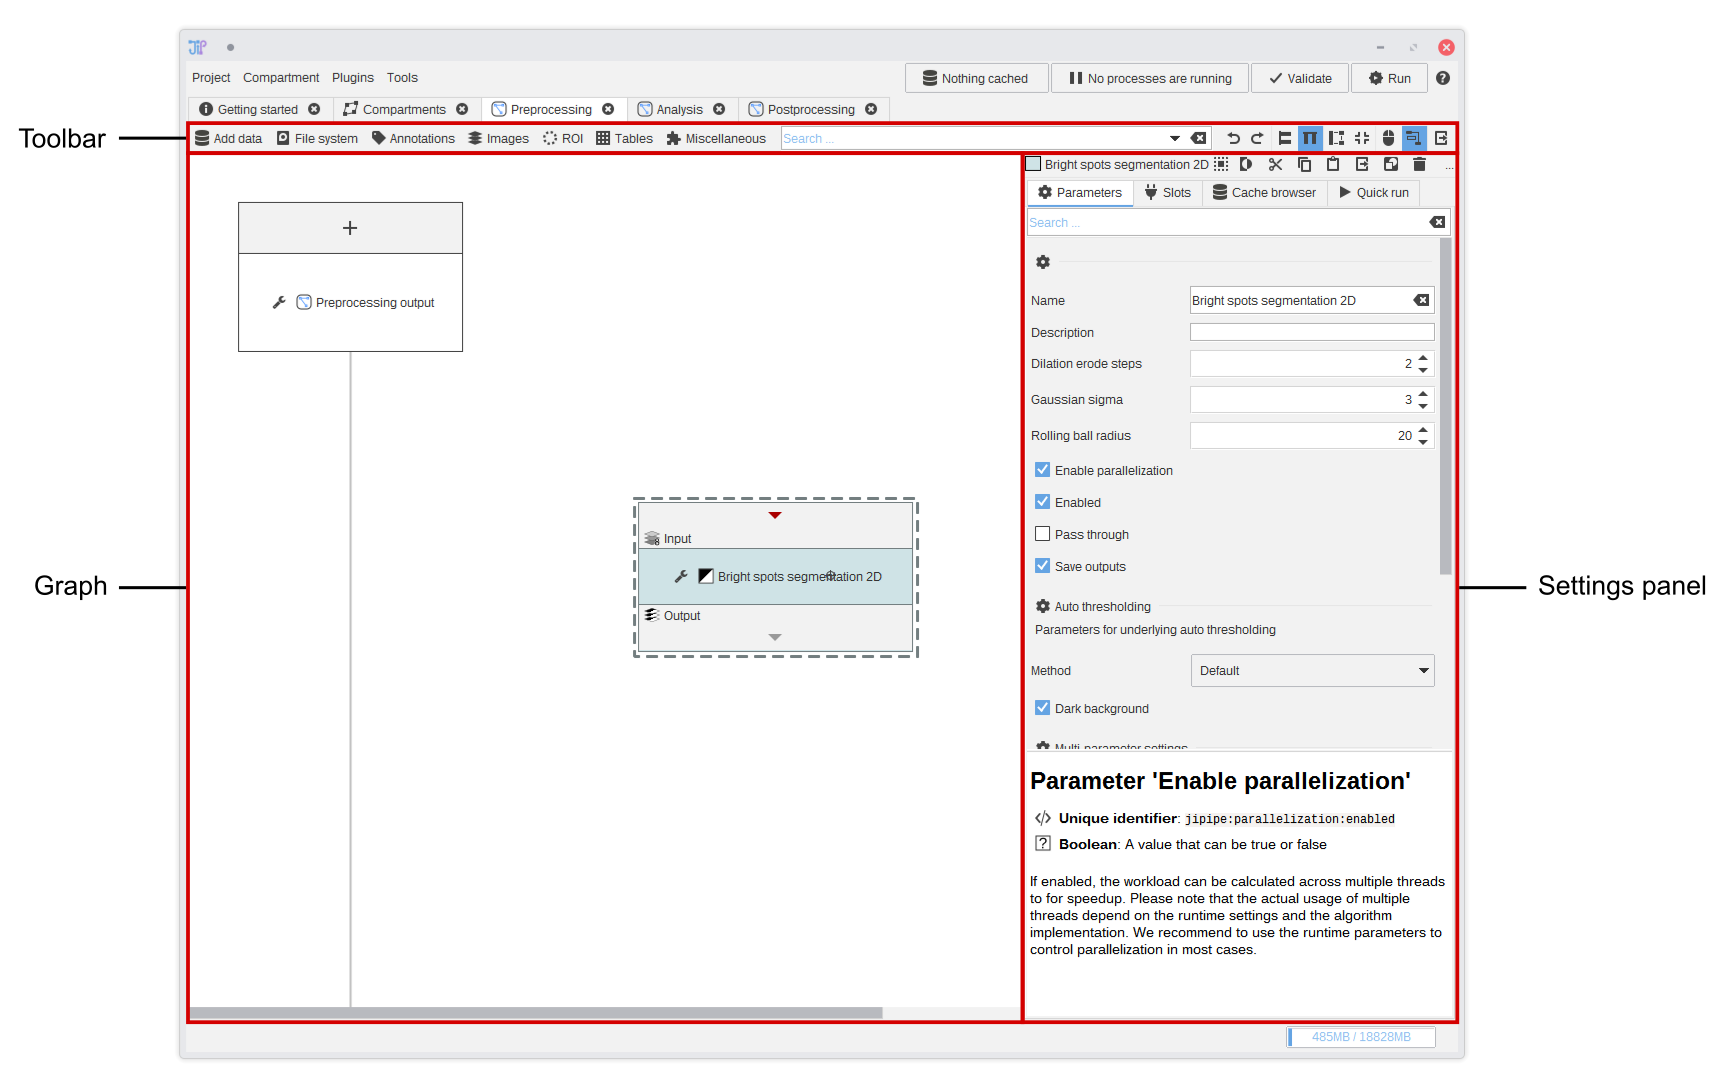 JIP
Project Compartment Plugins Tools Nothing cached No processes are running Validate Run
Getting started Compartments Preprocessing Analysis Postprocessing
Toolbar
Add data File system Annotations Images ROI Tables Miscellaneous Search ...
Bright spots segmentation 2D ...
Parameters Slots Cache browser Quick run
Search ...
Preprocessing output
Name Bright spots segmentation 2D
Description
Dilation erode steps 2
Gaussian sigma 3
Rolling ball radius 20
Enable parallelization
Enabled
Pass through
Save outputs
Input
Bright spots segmentation 2D
Output
Graph
Settings panel
Auto thresholding
Parameters for underlying auto thresholding
Method Default
Dark background
Multi-parameter settings
Parameter 'Enable parallelization'
Unique identifier: jipipe:parallelization:enabled
Boolean: A value that can be true or false
If enabled, the workload can be calculated across multiple threads
to for speedup. Please note that the actual usage of multiple
threads depend on the runtime settings and the algorithm
implementation. We recommend to use the runtime parameters to
control parallelization in most cases.
485MB / 18828MB